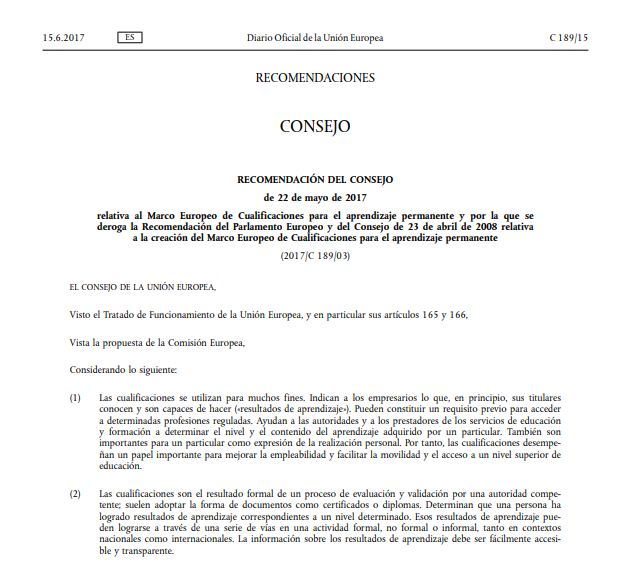 15.6.2017 ES Diario Oficial de la Unión Europea C 189/15
RECOMENDACIONES
CONSEJO
RECOMENDACIÓN DEL CONSEJO
de 22 de mayo de 2017
relativa al Marco Europeo de Cualificaciones para el aprendizaje permanente y por la que se
deroga la Recomendación del Parlamento Europeo y del Consejo de 23 de abril de 2008 relativa
a la creación del Marco Europeo de Cualificaciones para el aprendizaje permanente
(2017/C 189/03)
EL CONSEJO DE LA UNIÓN EUROPEA,
Visto el Tratado de Funcionamiento de la Unión Europea, y en particular sus artículos 165 y 166,
Vista la propuesta de la Comisión Europea,
Considerando lo siguiente:
(1) Las cualificaciones se utilizan para muchos fines. Indican a los empresarios lo que, en principio, sus titulares
conocen y son capaces de hacer («resultados de aprendizaje»). Pueden constituir un requisito previo para acceder
a determinadas profesiones reguladas. Ayudan a las autoridades y a los prestadores de los servicios de educación
y formación a determinar el nivel y el contenido del aprendizaje adquirido por un particular. También son
importantes para un particular como expresión de la realización personal. Por tanto, las cualificaciones desempe-
ñan un papel importante para mejorar la empleabilidad y facilitar la movilidad y el acceso a un nivel superior de
educación.
(2) Las cualificaciones son el resultado formal de un proceso de evaluación y validación por una autoridad compe-
tente; suelen adoptar la forma de documentos como certificados o diplomas. Determinan que una persona ha
logrado resultados de aprendizaje correspondientes a un nivel determinado. Esos resultados de aprendizaje pue-
den lograrse a través de una serie de vías en una actividad formal, no formal o informal, tanto en contextos
nacionales como internacionales. La información sobre los resultados de aprendizaje debe ser fácilmente accesi-
ble y transparente.